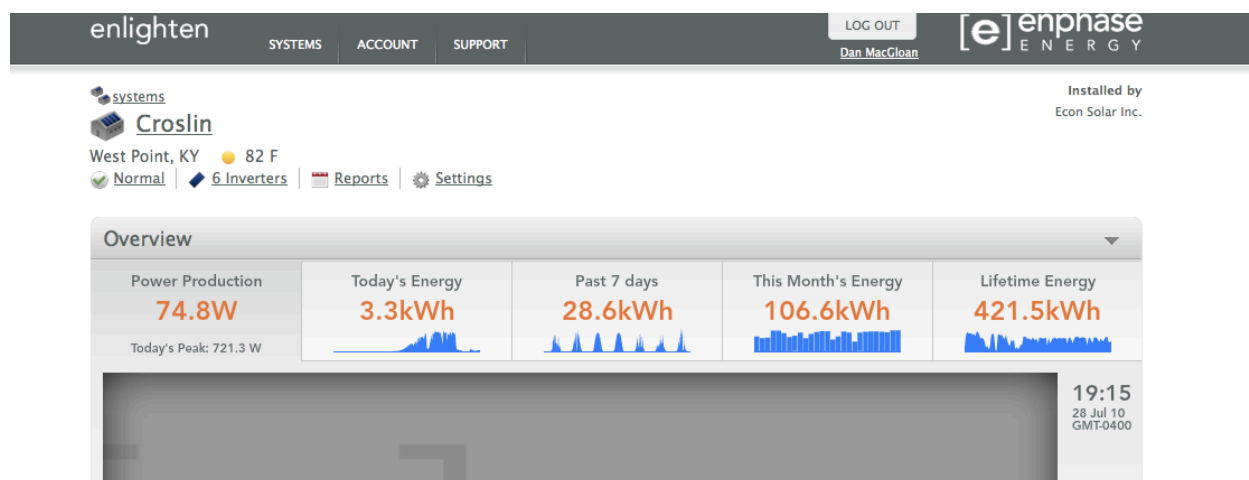 enlighten
SYSTEMS ACCOUNT SUPPORT
LOG OUT
Dan MacGloan
[e] enphase
ENERGY
systems
Croslin
West Point, KY 82 F
Normal 6 Inverters Reports Settings
Installed by
Econ Solar Inc.
Overview
Power Production
74.8W
Today's Peak: 721.3 W
Today's Energy
3.3kWh
Past 7 days
28.6kWh
This Month's Energy
106.6kWh
Lifetime Energy
421.5kWh
19:15
28 Jul 10
GMT-0400